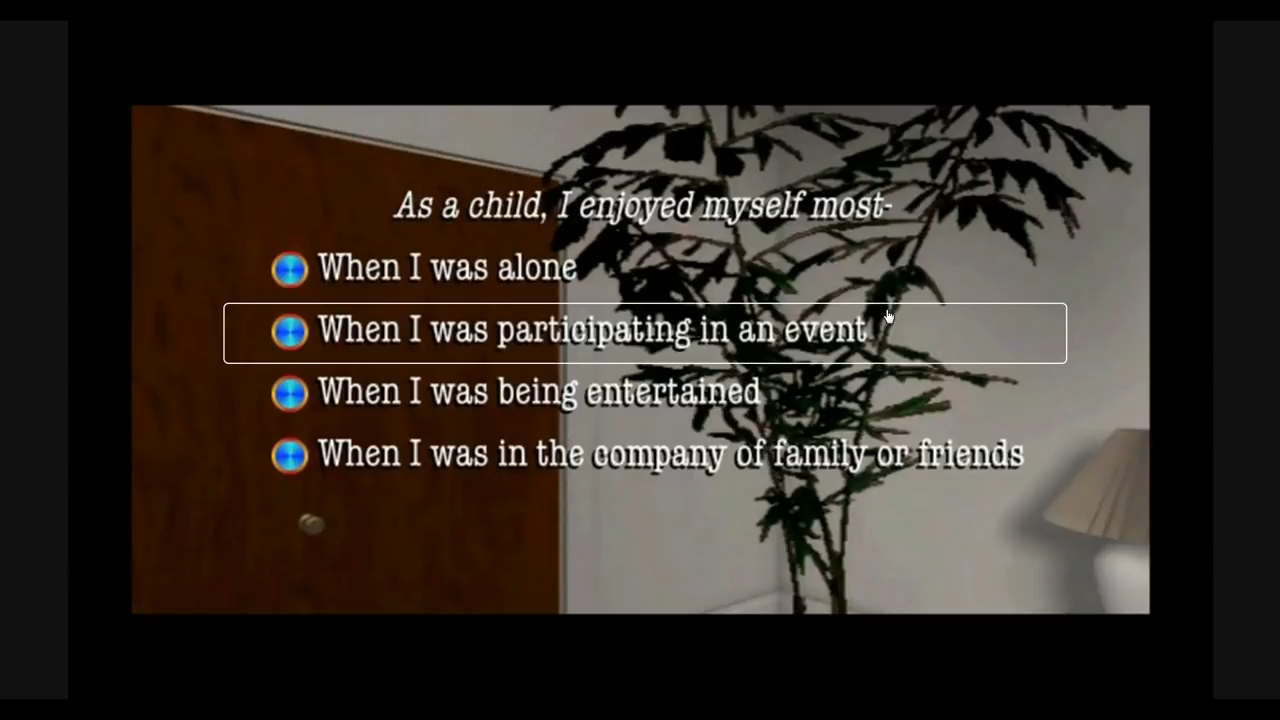 As a child, I enjoyed myself most-
When I was alone
When I was participating in an event
When I was being entertained
When I was in the company of family or friends